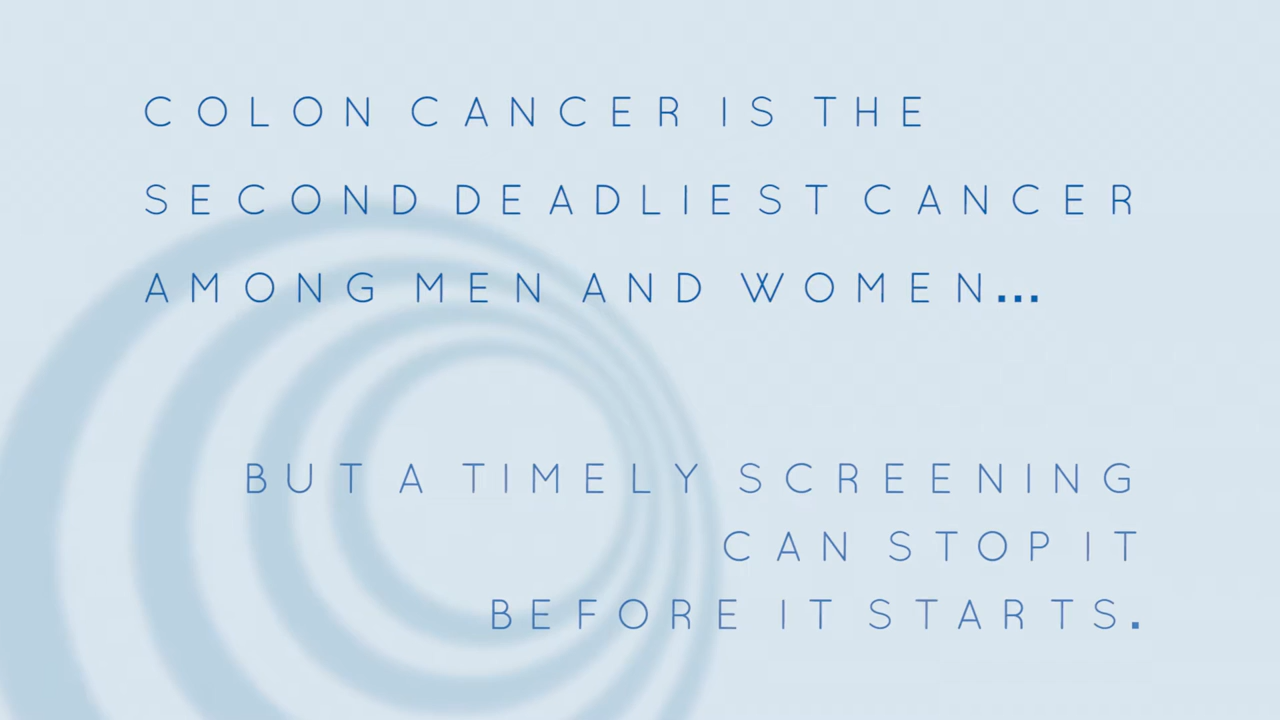 COLON CANCER IS THE
SECOND DEADLIEST CANCER
AMONG MEN AND WOMEN...
BUT A TIMELY SCREENING
CAN STOP IT
BEFORE IT STARTS.